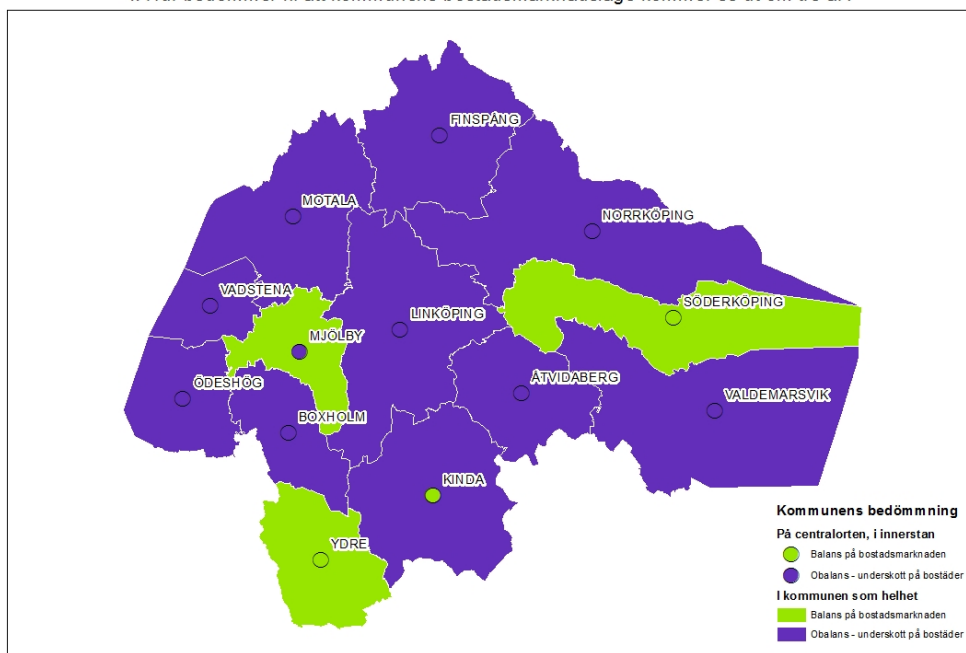 FINSPÅNG
MOTALA
NORRKÖPING
VADSTENA
SÖDERKÖPING
LINKÖPING
MJÖLBY
ÅTVIDABERG
ÖDESHÖG
VALDEMARSVIK
BOXHOLM
KINDA
YDRE
Kommunens bedömmning
På centralorten, i innerstan
Balans på bostadsmarknaden
Obalans - underskott på bostäder
I kommunen som helhet
Balans på bostadsmarknaden
Obalans - underskott på bostäder